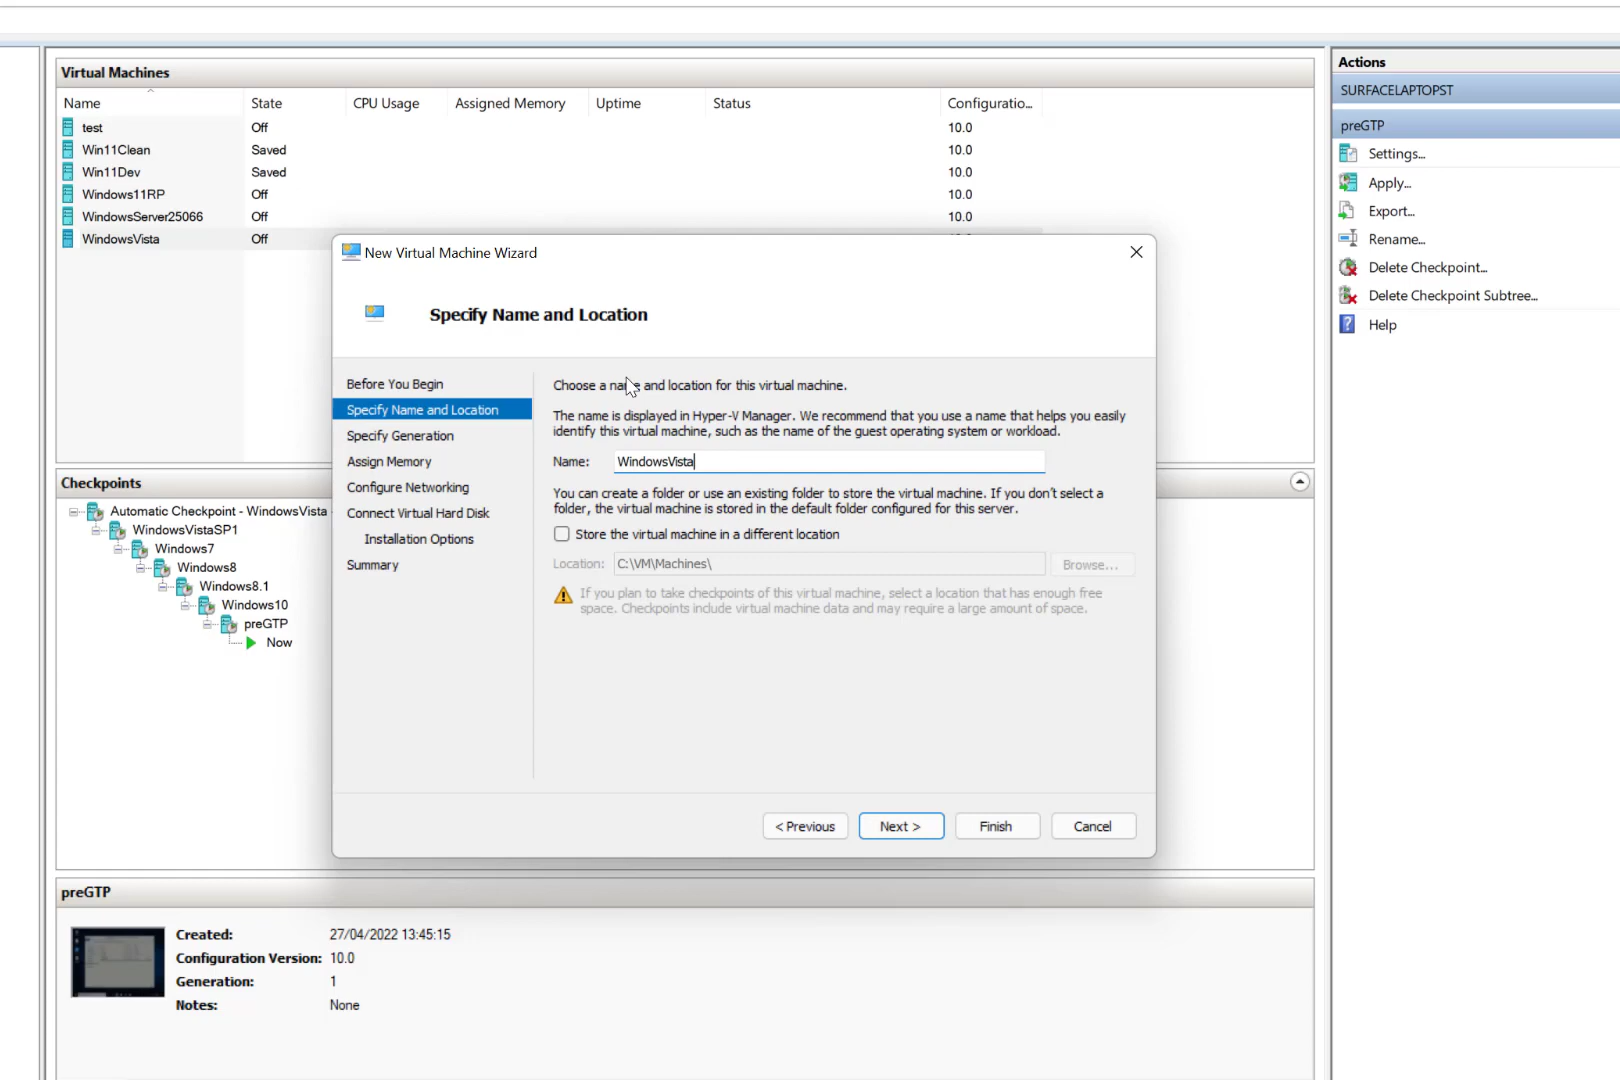 Virtual Machines
Name State CPU Usage Assigned Memory Uptime Status Configuratio...
test Off 10.0
Win11Clean Saved 10.0
Win11Dev Saved 10.0
Windows11RP Off 10.0
WindowsServer25066 Off 10.0
WindowsVista Off
Checkpoints
Automatic Checkpoint - WindowsVista
WindowsVistaSP1
Windows7
Windows8
Windows8.1
Windows10
preGTP
Now
preGTP
Created: 27/04/2022 13:45:15
Configuration Version: 10.0
Generation: 1
Notes: None
New Virtual Machine Wizard
Specify Name and Location
Before You Begin
Specify Name and Location
Specify Generation
Assign Memory
Configure Networking
Connect Virtual Hard Disk
Installation Options
Summary
Choose a name and location for this virtual machine.
The name is displayed in Hyper-V Manager. We recommend that you use a name that helps you easily
identify this virtual machine, such as the name of the guest operating system or workload.
Name: WindowsVista
You can create a folder or use an existing folder to store the virtual machine. If you don't select a
folder, the virtual machine is stored in the default folder configured for this server.
Store the virtual machine in a different location
Location: C:\VM\Machines\ Browse...
If you plan to take checkpoints of this virtual machine, select a location that has enough free
space. Checkpoints include virtual machine data and may require a large amount of space.
< Previous Next > Finish Cancel
Actions
SURFACELAPTOPST
preGTP
Settings...
Apply...
Export...
Rename...
Delete Checkpoint...
Delete Checkpoint Subtree...
? Help